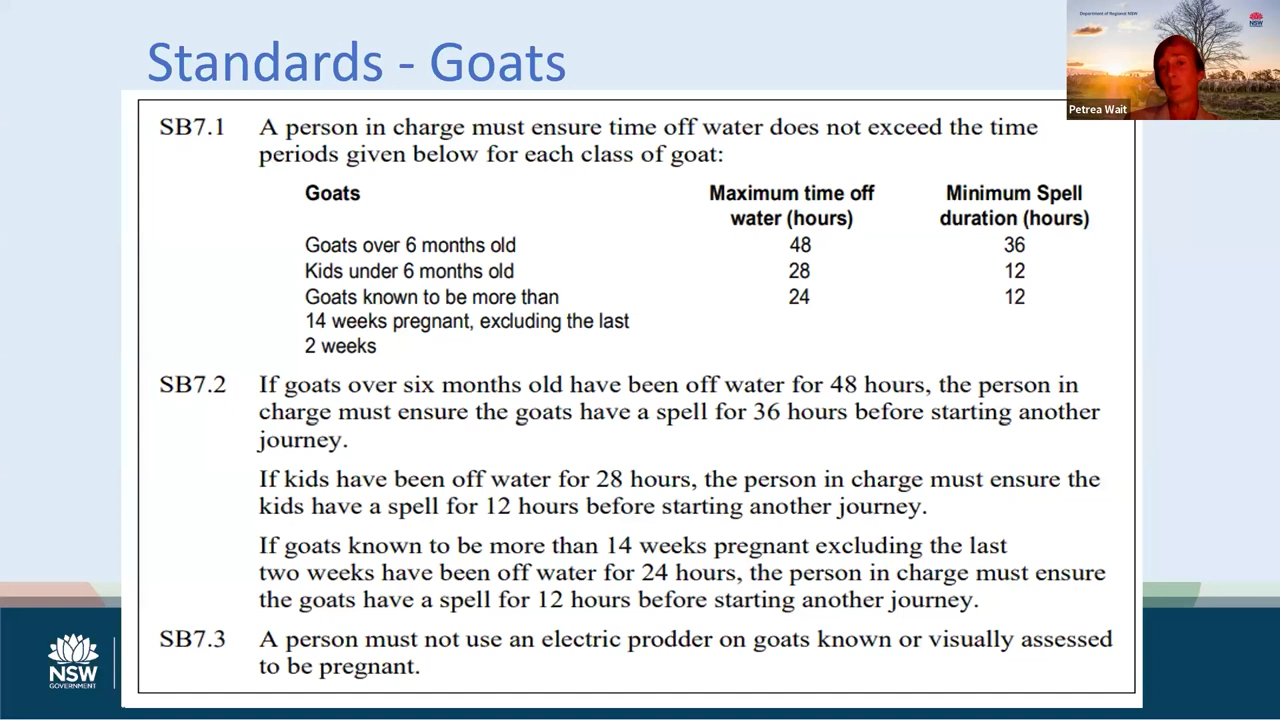 Standards - Goats
Department of Regional NSW
NSW
Petrea Wait
SB7.1 A person in charge must ensure time off water does not exceed the time
periods given below for each class of goat:
Goats Maximum time off Minimum Spell
water (hours) duration (hours)
Goats over 6 months old 48 36
Kids under 6 months old 28 12
Goats known to be more than 24 12
14 weeks pregnant, excluding the last
2 weeks
SB7.2 If goats over six months old have been off water for 48 hours, the person in
charge must ensure the goats have a spell for 36 hours before starting another
journey.
If kids have been off water for 28 hours, the person in charge must ensure the
kids have a spell for 12 hours before starting another journey.
If goats known to be more than 14 weeks pregnant excluding the last
two weeks have been off water for 24 hours, the person in charge must ensure
the goats have a spell for 12 hours before starting another journey.
SB7.3 A person must not use an electric prodder on goats known or visually assessed
to be pregnant.
NSW
GOVERNMENT